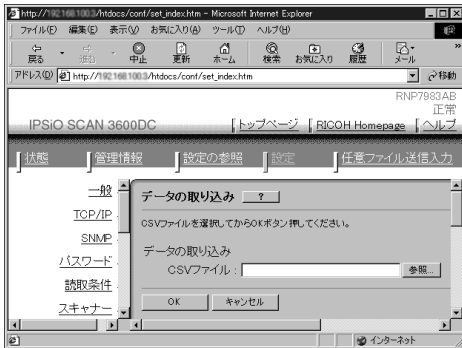 http://192.168.100.3/htdocs/conf/set_index.htm - Microsoft Internet Explorer
ファイル(F) 編集(E) 表示(V) お気に入り(A) ツール(T) ヘルプ(H)
戻る 進む 中止 更新 ホーム 検索 お気に入り 履歴 メール
アドレス(D) http://192.168.100.3/htdocs/conf/set_index.htm 移動
RNP7983AB
正常
IPSiO SCAN 3600DC [トップページ [RICOH Homepage [ヘルプ
[状態 [管理情報 [設定の参照 [設定 [任意ファイル送信入力
一般
TCP/IP
SNMP
パスワード
読取条件
スキャナー
データの取り込み ?
CSVファイルを選択してからOKボタン押してください。
データの取り込み
CSVファイル : 参照...
OK キャンセル
インターネット